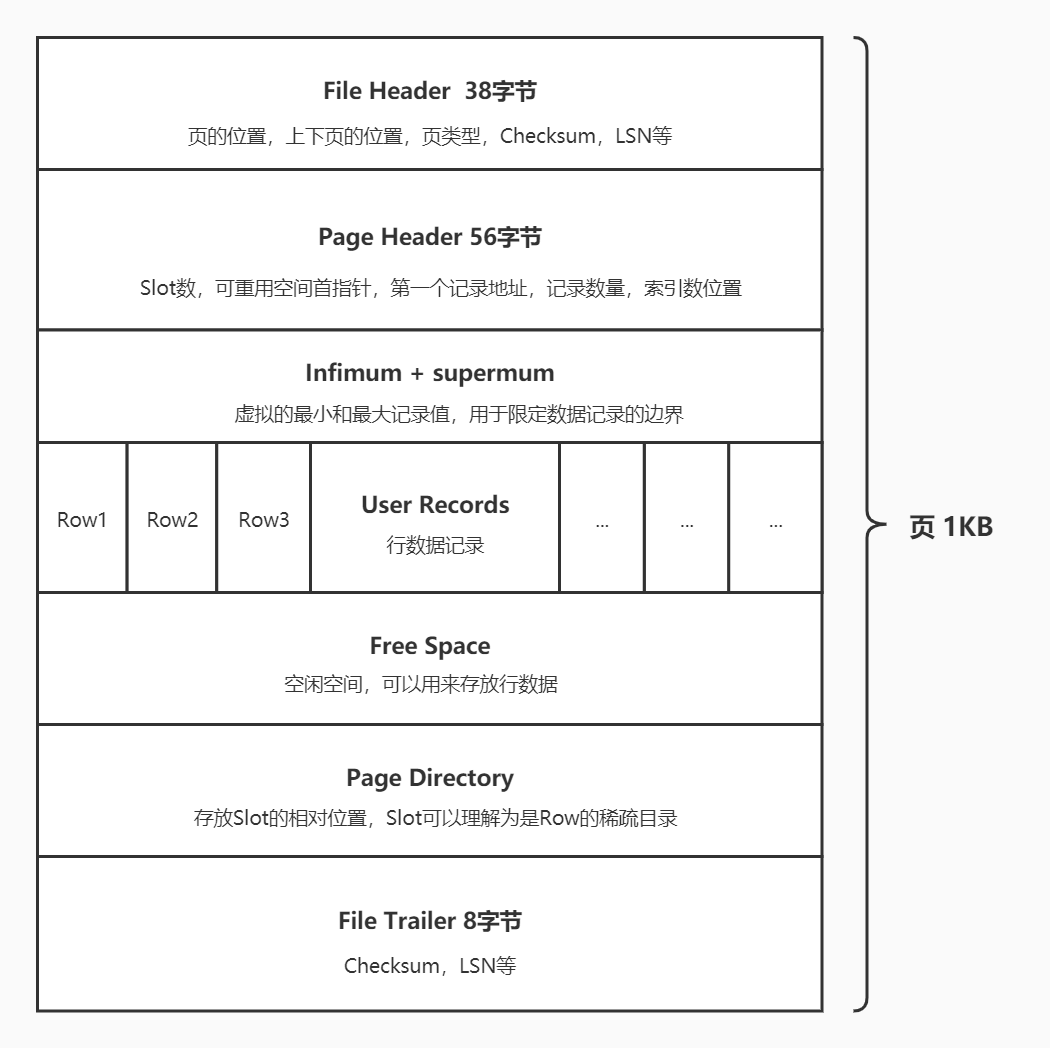 File Header  38字节
页的位置，上下页的位置，页类型，Checksum，LSN等
Page Header 56字节
Slot数，可重用空间首指针，第一个记录地址，记录数量，索引数位置
Infimum + supermum
虚拟的最小和最大记录值，用于限定数据记录的边界
Row1
Row2
Row3
User Records
行数据记录
...
...
...
页 1KB
Free Space
空闲空间，可以用来存放行数据
Page Directory
存放Slot的相对位置，Slot可以理解为是Row的稀疏目录
File Trailer 8字节
Checksum，LSN等